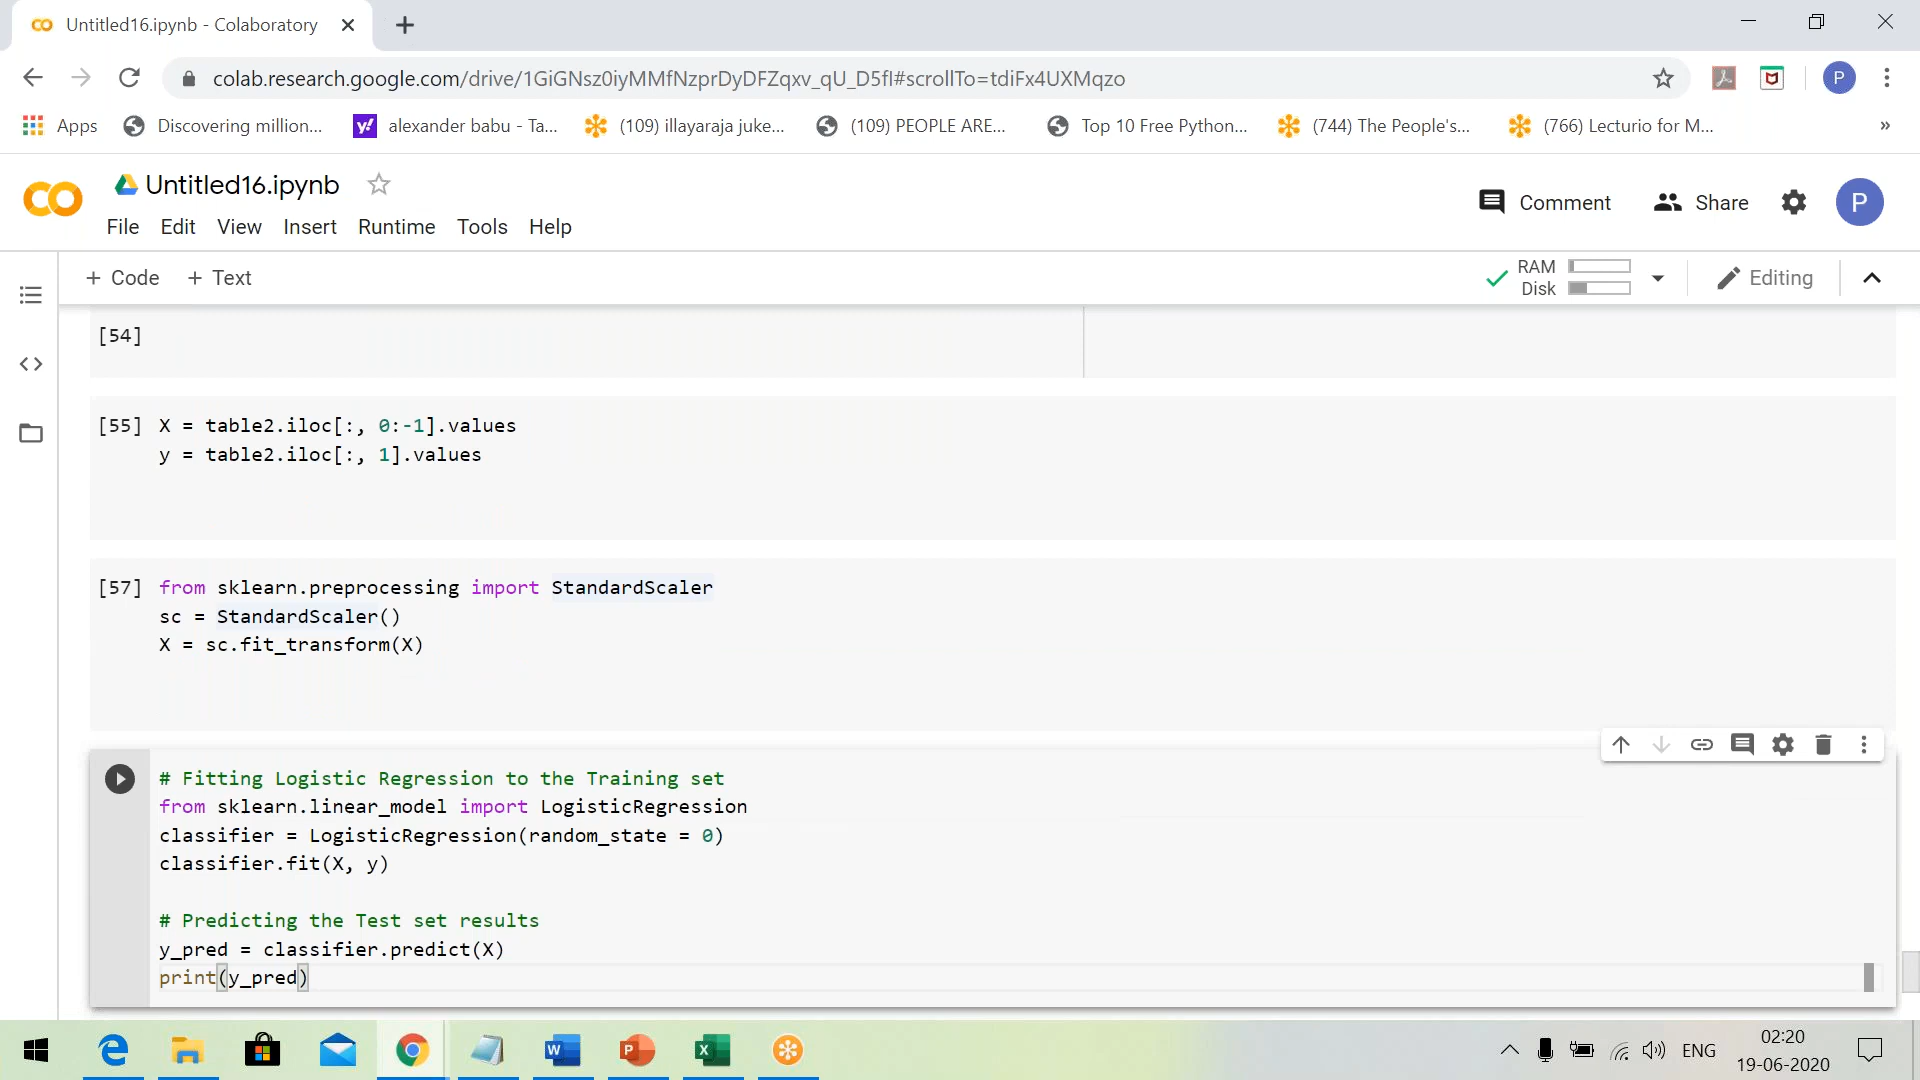 Untitled16.ipynb - Colaboratory
colab.research.google.com/drive/1GiGNsz0iyMMfNzprDyDFZqxv_qU_D5fI#scrollTo=tdiFx4UXMqzo
P
Apps
Discovering million...
alexander babu - Ta...
(109) illayaraja juke...
(109) PEOPLE ARE...
Top 10 Free Python...
(744) The People's...
(766) Lecturio for M...
»
Untitled16.ipynb
File Edit View Insert Runtime Tools Help
Comment
Share
P
+ Code + Text
RAM
Disk
Editing
[54]
[55] X = table2.iloc[:, 0:-1].values
y = table2.iloc[:, 1].values
[57] from sklearn.preprocessing import StandardScaler
sc = StandardScaler()
X = sc.fit_transform(X)
# Fitting Logistic Regression to the Training set
from sklearn.linear_model import LogisticRegression
classifier = LogisticRegression(random_state = 0)
classifier.fit(X, y)
# Predicting the Test set results
y_pred = classifier.predict(X)
print(y_pred)
ENG
02:20
19-06-2020